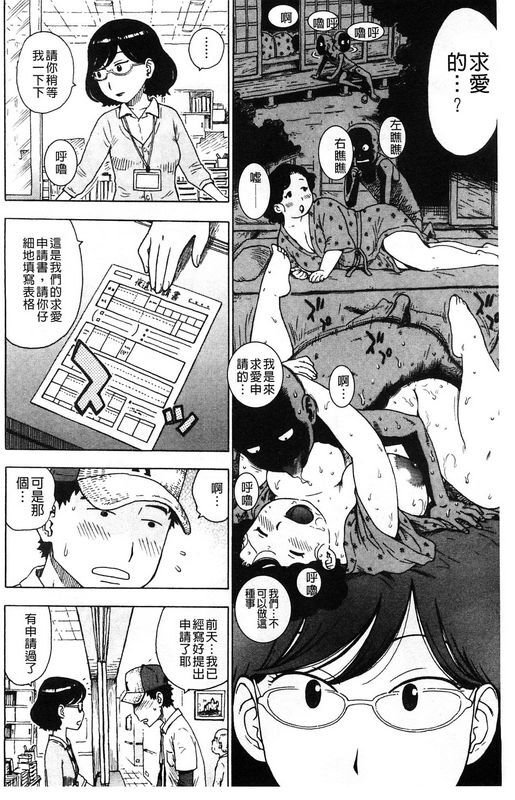 求愛
的…?
嚕呼
嚕呼
啊
左瞧瞧
右瞧瞧
噓——
啊…
我是來
求愛申
請的…
呼嚕
呼嚕
我們…不
可以做這
種事
…
請你稍等
我一下下
呼嚕
這是我們的求愛
申請書，請你仔
細地填寫表格
啊…
可是那
個…
前天…我已
經寫好提出
申請了耶
有申請過了